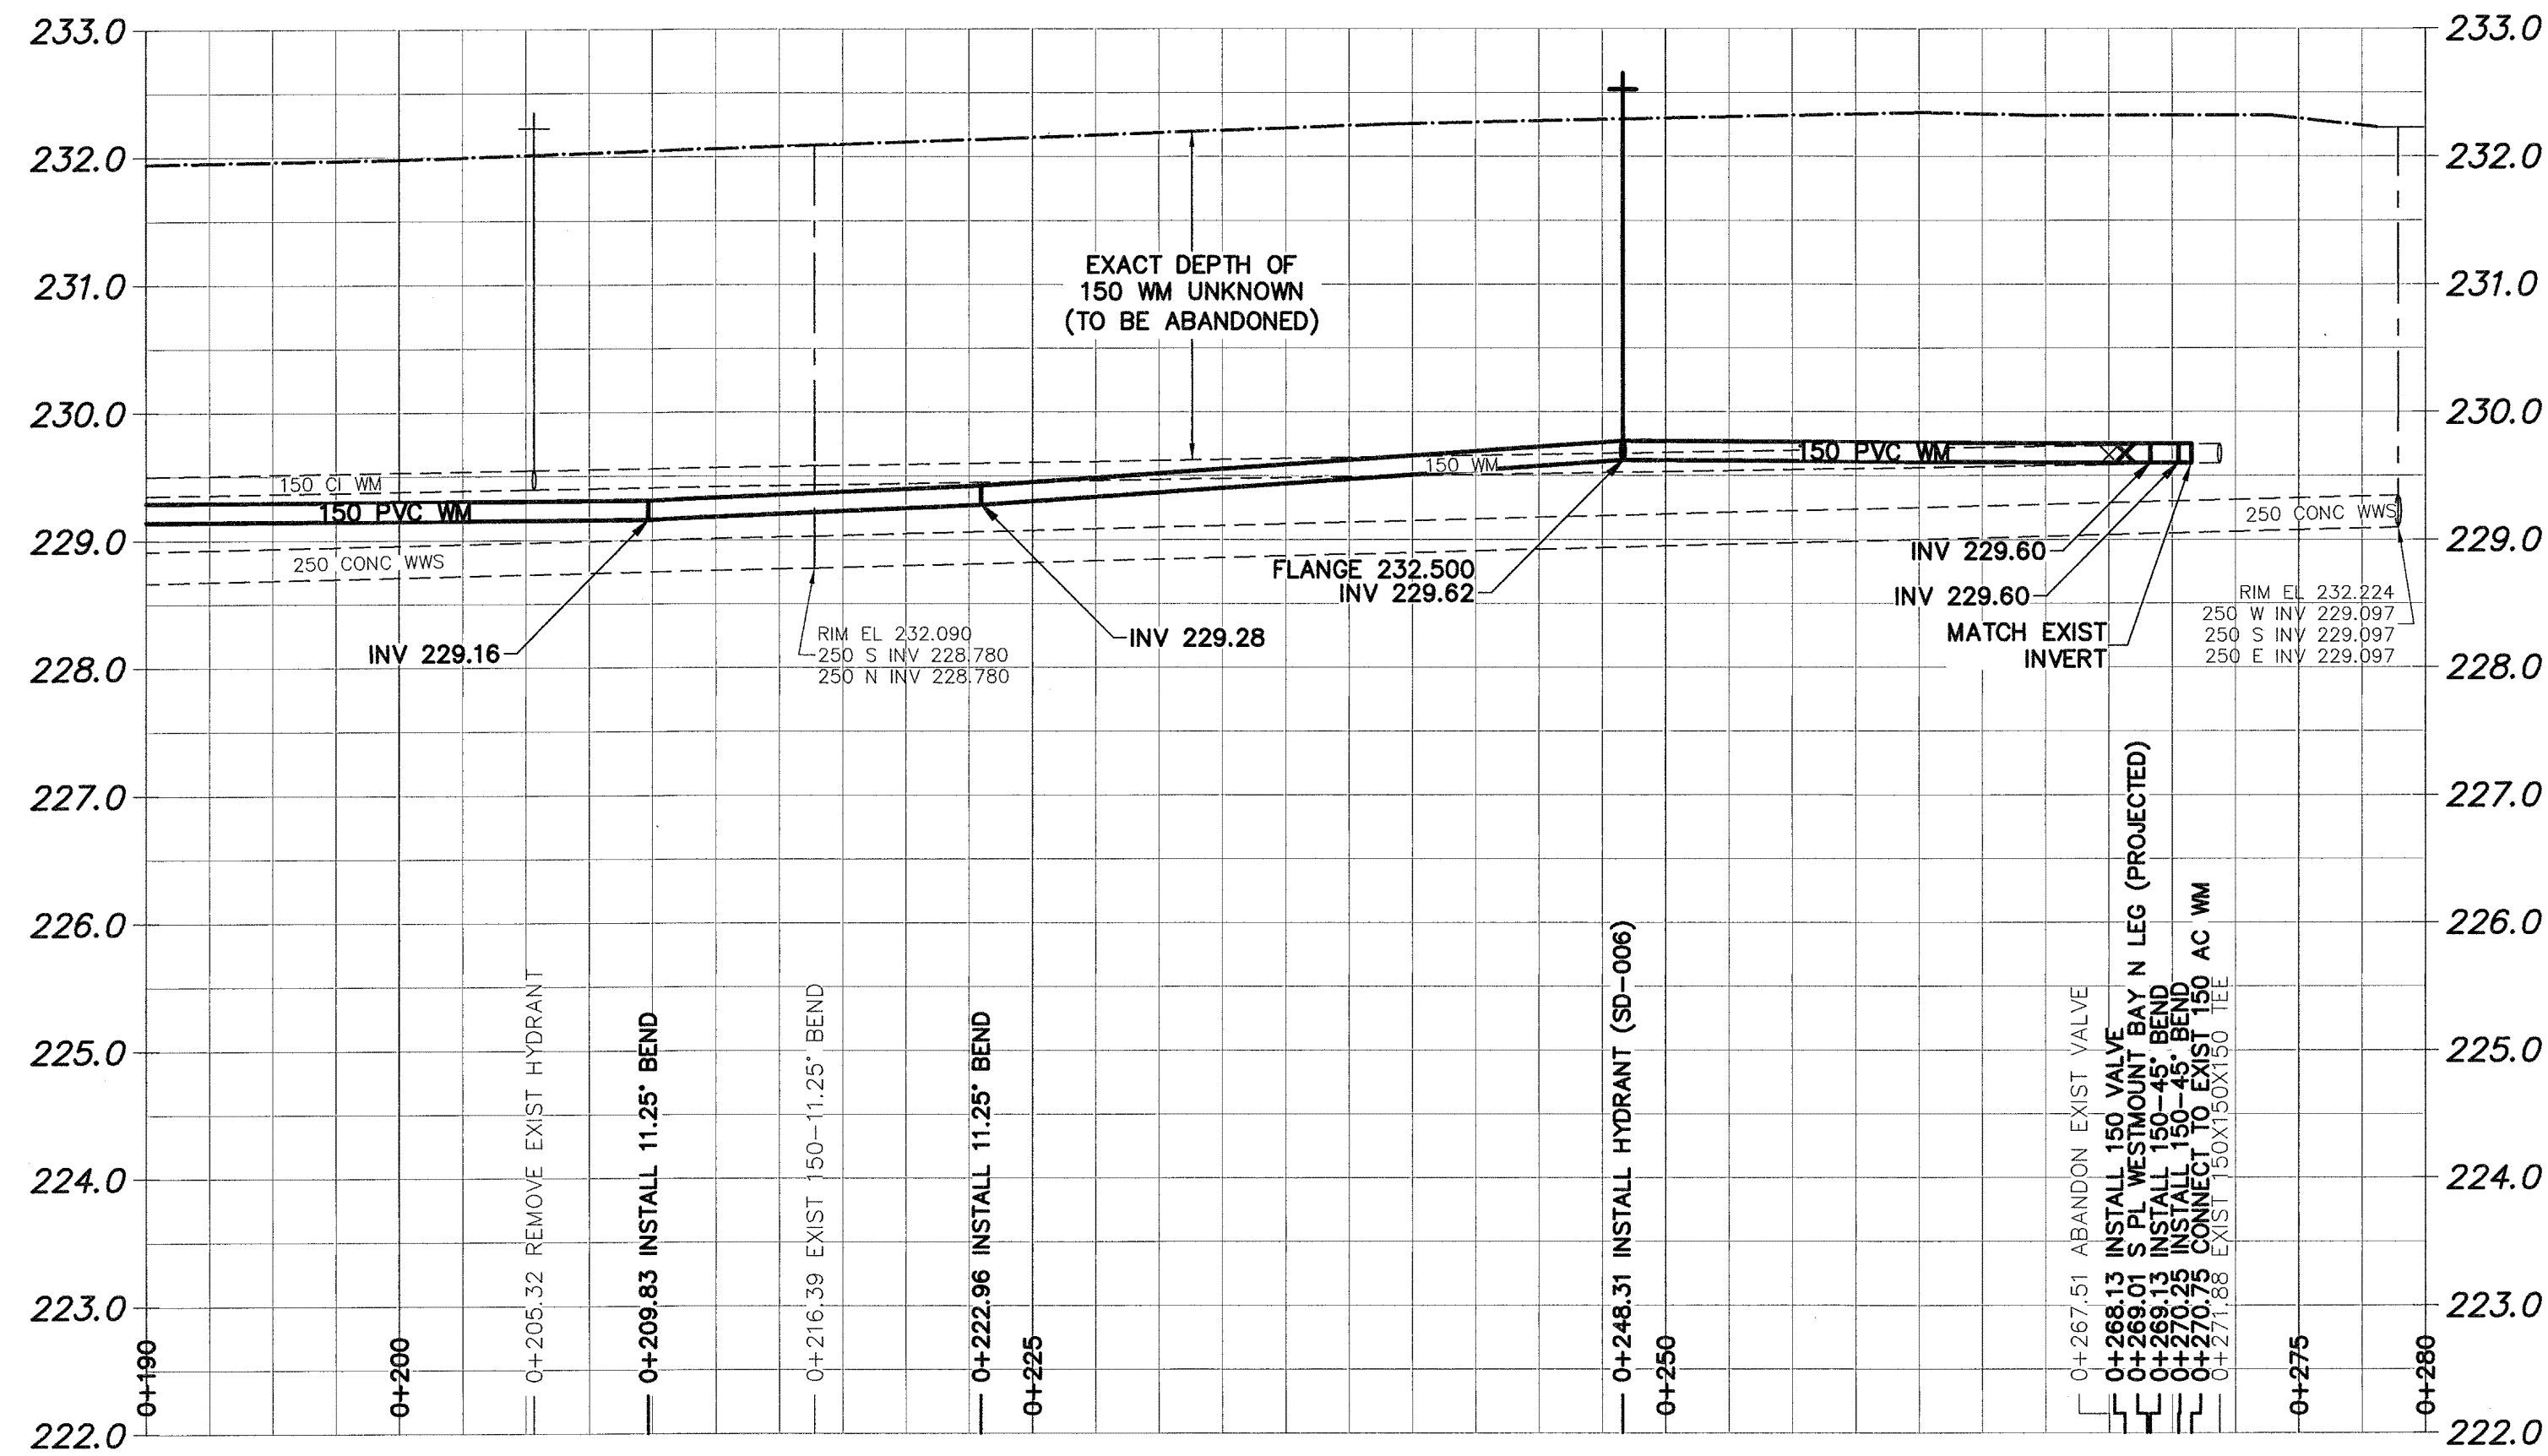 233.0
233.0
232.0
232.0
231.0
231.0
230.0
230.0
229.0
229.0
228.0
228.0
227.0
227.0
226.0
226.0
225.0
225.0
224.0
224.0
223.0
223.0
222.0
222.0
EXACT DEPTH OF
150 WM UNKNOWN
(TO BE ABANDONED)
150 CI WM
150 PVC WM
250 CONC WWS
150 WM
150 PVC WM
250 CONC WWS
INV 229.16
RIM EL 232.090
250 S INV 228.780
250 N INV 228.780
INV 229.28
FLANGE 232.500
INV 229.62
INV 229.60
INV 229.60
MATCH EXIST
INVERT
RIM EL 232.224
250 W INV 229.097
250 S INV 229.097
250 E INV 229.097
0+190
0+200
0+205.32 REMOVE EXIST HYDRANT
0+209.83 INSTALL 11.25° BEND
0+216.39 EXIST 150-11.25° BEND
0+222.96 INSTALL 11.25° BEND
0+225
0+248.31 INSTALL HYDRANT (SD-006)
0+250
0+267.51 ABANDON EXIST VALVE
0+268.13 INSTALL 150 VALVE
0+269.01 S PL WESTMOUNT BAY N LEG (PROJECTED)
0+269.13 INSTALL 150-45° BEND
0+270.25 INSTALL 150-45° BEND
0+270.75 CONNECT TO EXIST 150 AC WM
0+271.88 EXIST 150X150X150 TEE
0+275
0+280